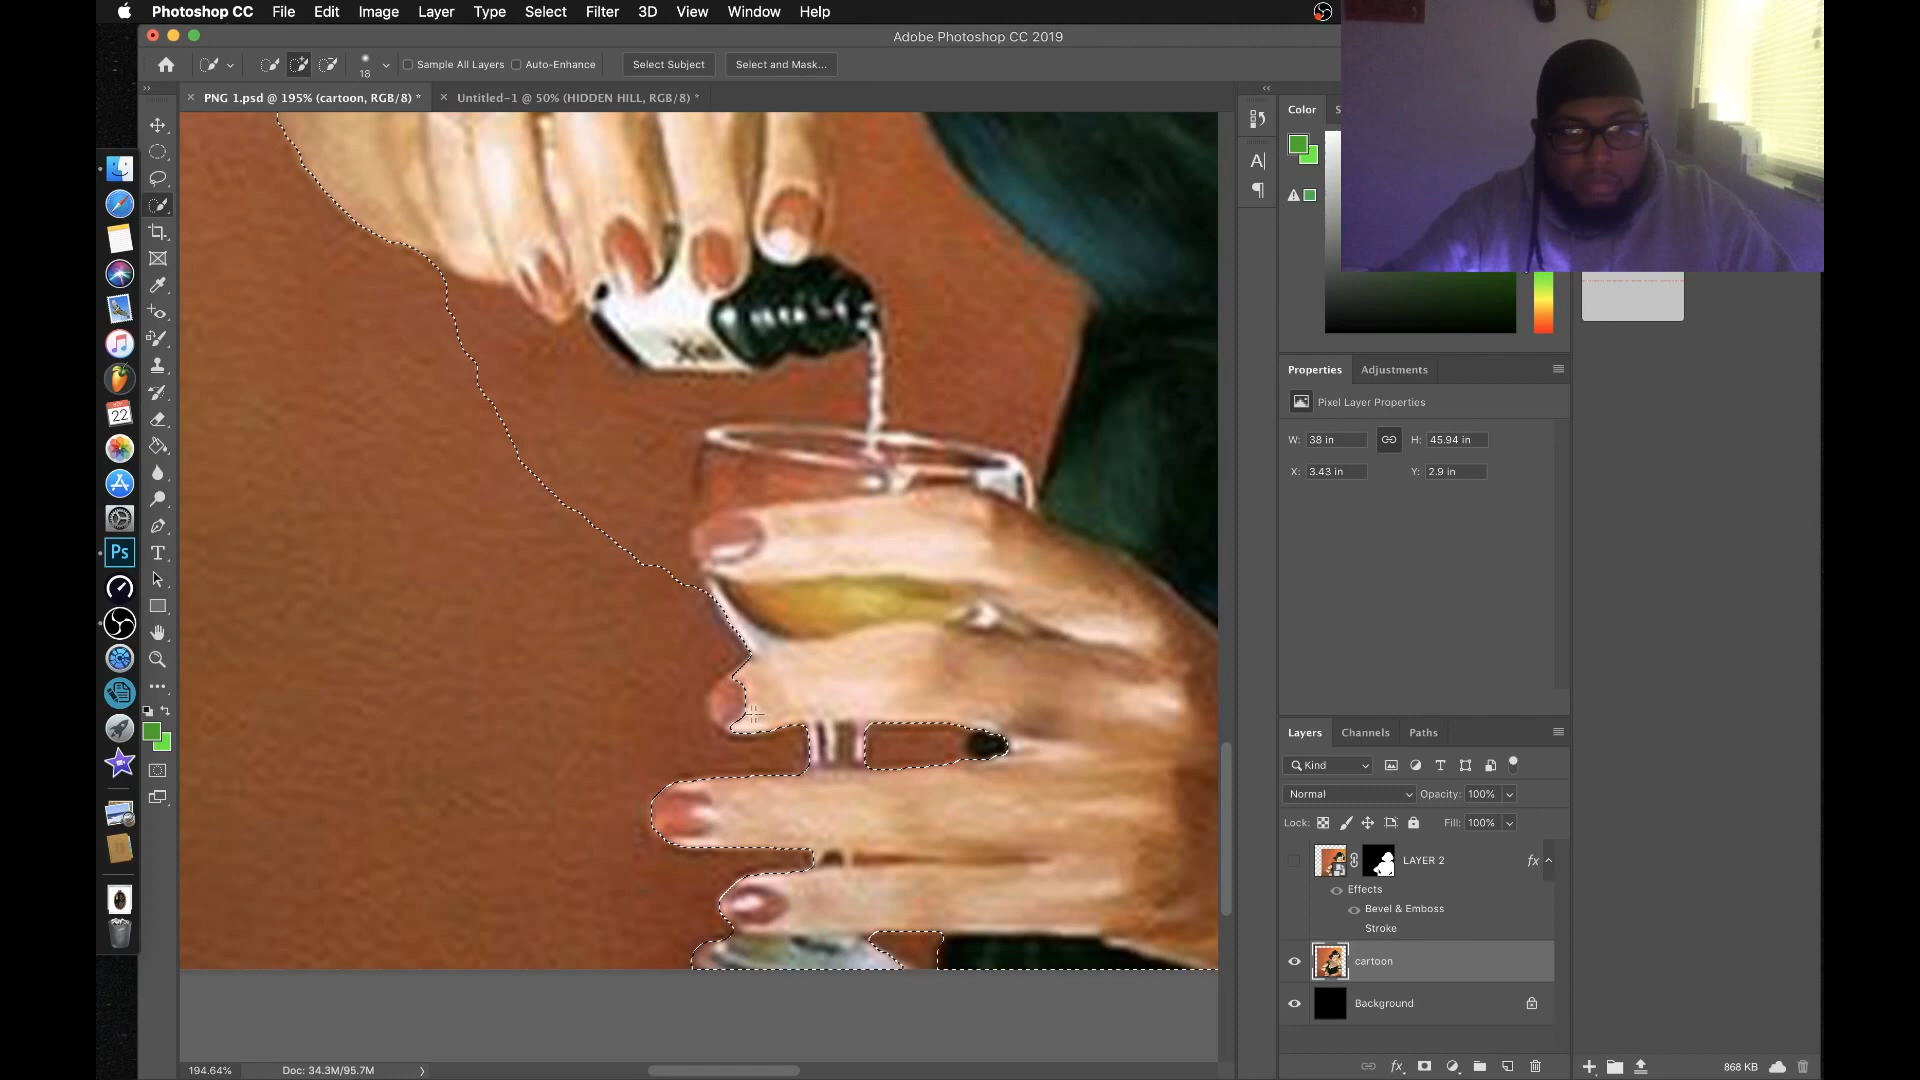 Photoshop CC File Edit Image Layer Type Select Filter 3D View Window Help
Adobe Photoshop CC 2019
18 Sample All Layers Auto-Enhance Select Subject Select and Mask...
PNG 1.psd @ 195% (cartoon, RGB/8) * Untitled-1 @ 50% (HIDDEN HILL, RGB/8) *
Color S
Properties Adjustments
Pixel Layer Properties
W: 38 in H: 45.94 in
X: 3.43 in Y: 2.9 in
22
Ps
Layers Channels Paths
Kind
Normal Opacity: 100%
Lock: Fill: 100%
LAYER 2 fx
Effects
Bevel & Emboss
Stroke
cartoon
Background
194.64% Doc: 34.3M/95.7M
fx 868 KB